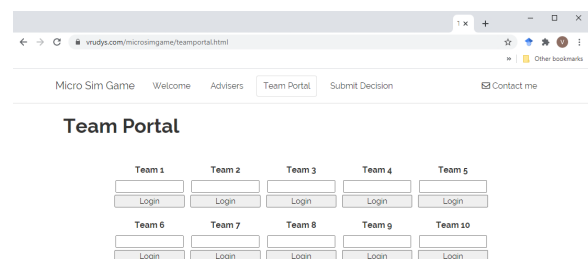 vrudys.com/microsimgame/teamportal.html
V
» Other bookmarks
Micro Sim Game Welcome Advisers Team Portal Submit Decision Contact me
Team Portal
Team 1 Team 2 Team 3 Team 4 Team 5
Login Login Login Login Login
Team 6 Team 7 Team 8 Team 9 Team 10
Login Login Login Login Login